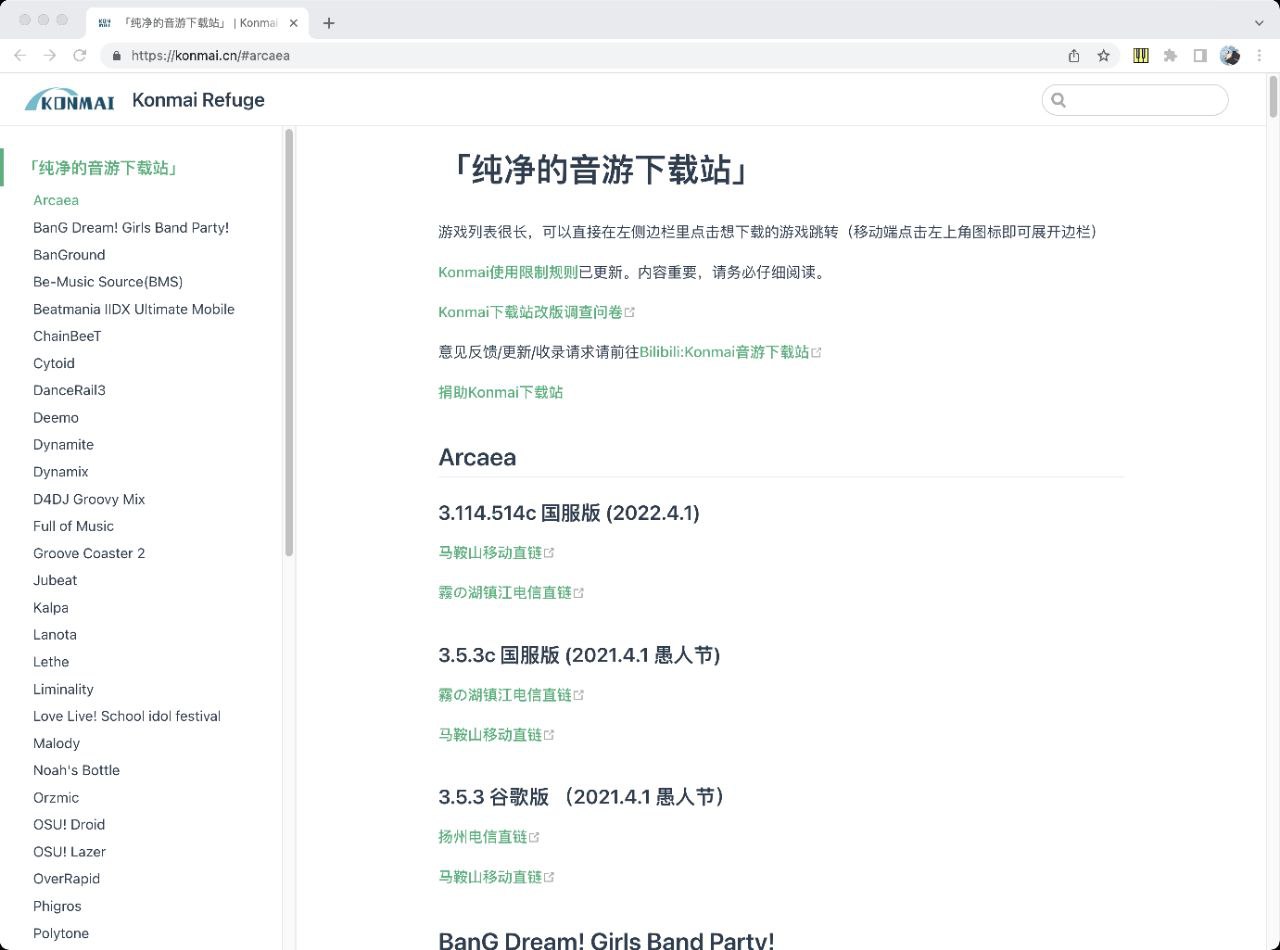 「纯净的音游下载站」 | Konmai
https://konmai.cn/#arcaea
KONMAI Konmai Refuge
「纯净的音游下载站」
Arcaea
BanG Dream! Girls Band Party!
BanGround
Be-Music Source(BMS)
Beatmania IIDX Ultimate Mobile
ChainBeeT
Cytoid
DanceRail3
Deemo
Dynamite
Dynamix
D4DJ Groovy Mix
Full of Music
Groove Coaster 2
Jubeat
Kalpa
Lanota
Lethe
Liminality
Love Live! School idol festival
Malody
Noah's Bottle
Orzmic
OSU! Droid
OSU! Lazer
OverRapid
Phigros
Polytone
「纯净的音游下载站」
游戏列表很长，可以直接在左侧边栏里点击想下载的游戏跳转（移动端点击左上角图标即可展开边栏）
Konmai使用限制规则已更新。内容重要，请务必仔细阅读。
Konmai下载站改版调查问卷
意见反馈/更新/收录请求请前往Bilibili:Konmai音游下载站
捐助Konmai下载站
Arcaea
3.114.514c 国服版 (2022.4.1)
马鞍山移动直链
霧の湖镇江电信直链
3.5.3c 国服版 (2021.4.1 愚人节)
霧の湖镇江电信直链
马鞍山移动直链
3.5.3 谷歌版 （2021.4.1 愚人节）
扬州电信直链
马鞍山移动直链
BanG Dream! Girls Band Party!